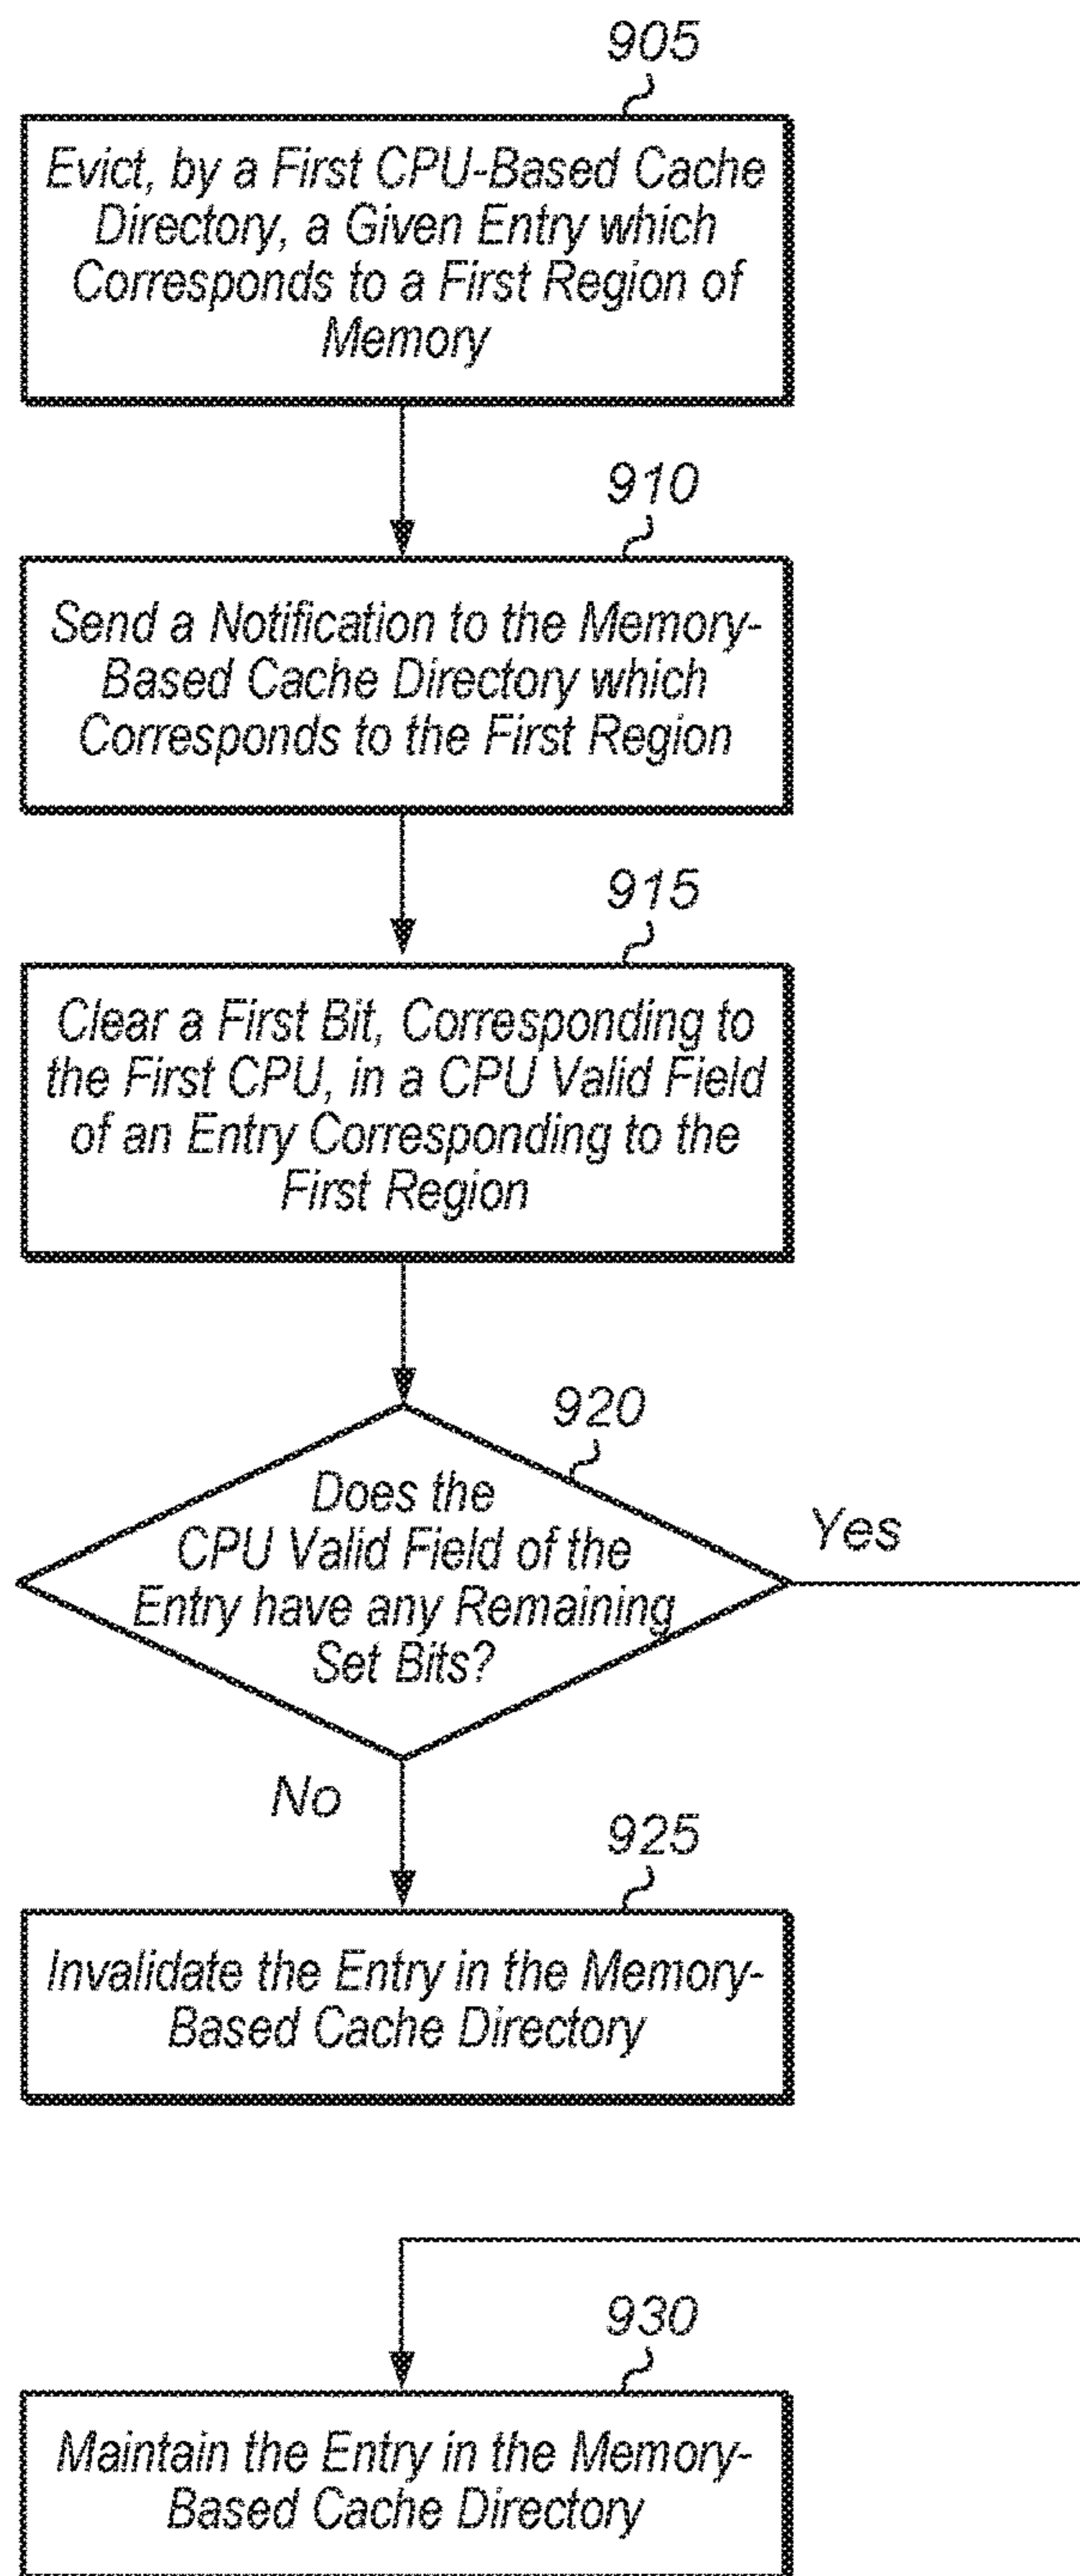 905
Evict, by a First CPU-Based Cache
Directory, a Given Entry which
Corresponds to a First Region of
Memory
910
Send a Notification to the Memory-
Based Cache Directory which
Corresponds to the First Region
915
Clear a First Bit, Corresponding to
the First CPU, in a CPU Valid Field
of an Entry Corresponding to the
First Region
920
Does the
CPU Valid Field of the
Entry have any Remaining
Set Bits?
Yes
No
925
Invalidate the Entry in the Memory-
Based Cache Directory
930
Maintain the Entry in the Memory-
Based Cache Directory